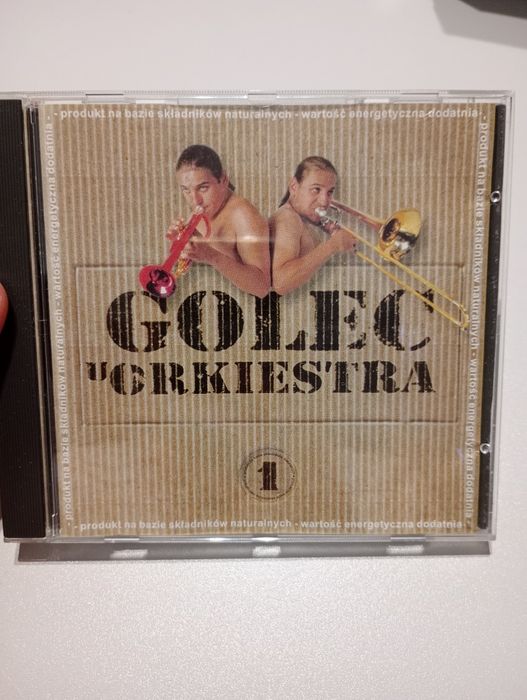 - produkt na bazie składników naturalnych - wartość energetyczna dodatnia -
- produkt na bazie składników naturalnych - wartość energetyczna dodatnia
produkt na bazie składników naturalnych - wartość energetyczna dodatnia
GOLEC
uORKIESTRA
1
- produkt na bazie składników naturalnych - wartość energetyczna dodatnia -